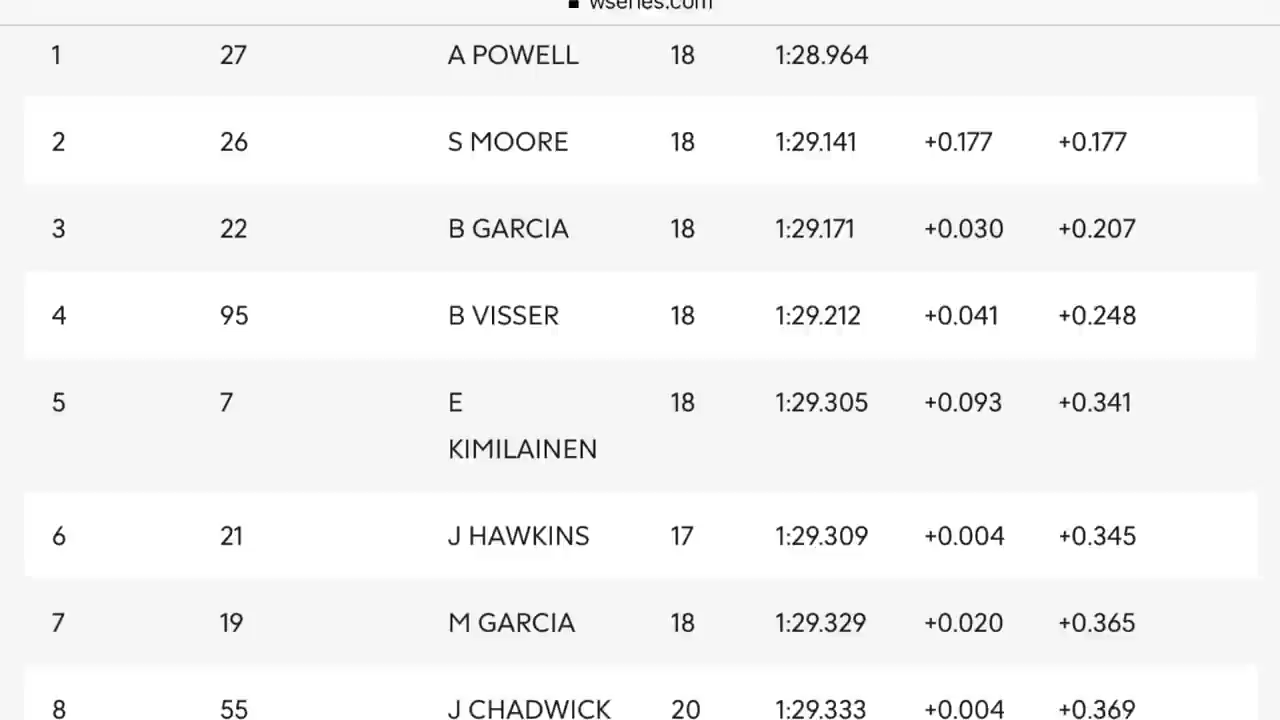 wseries.com
1 27 A POWELL 18 1:28.964
2 26 S MOORE 18 1:29.141 +0.177 +0.177
3 22 B GARCIA 18 1:29.171 +0.030 +0.207
4 95 B VISSER 18 1:29.212 +0.041 +0.248
5 7 E 18 1:29.305 +0.093 +0.341
KIMILAINEN
6 21 J HAWKINS 17 1:29.309 +0.004 +0.345
7 19 M GARCIA 18 1:29.329 +0.020 +0.365
8 55 J CHADWICK 20 1:29.333 +0.004 +0.369